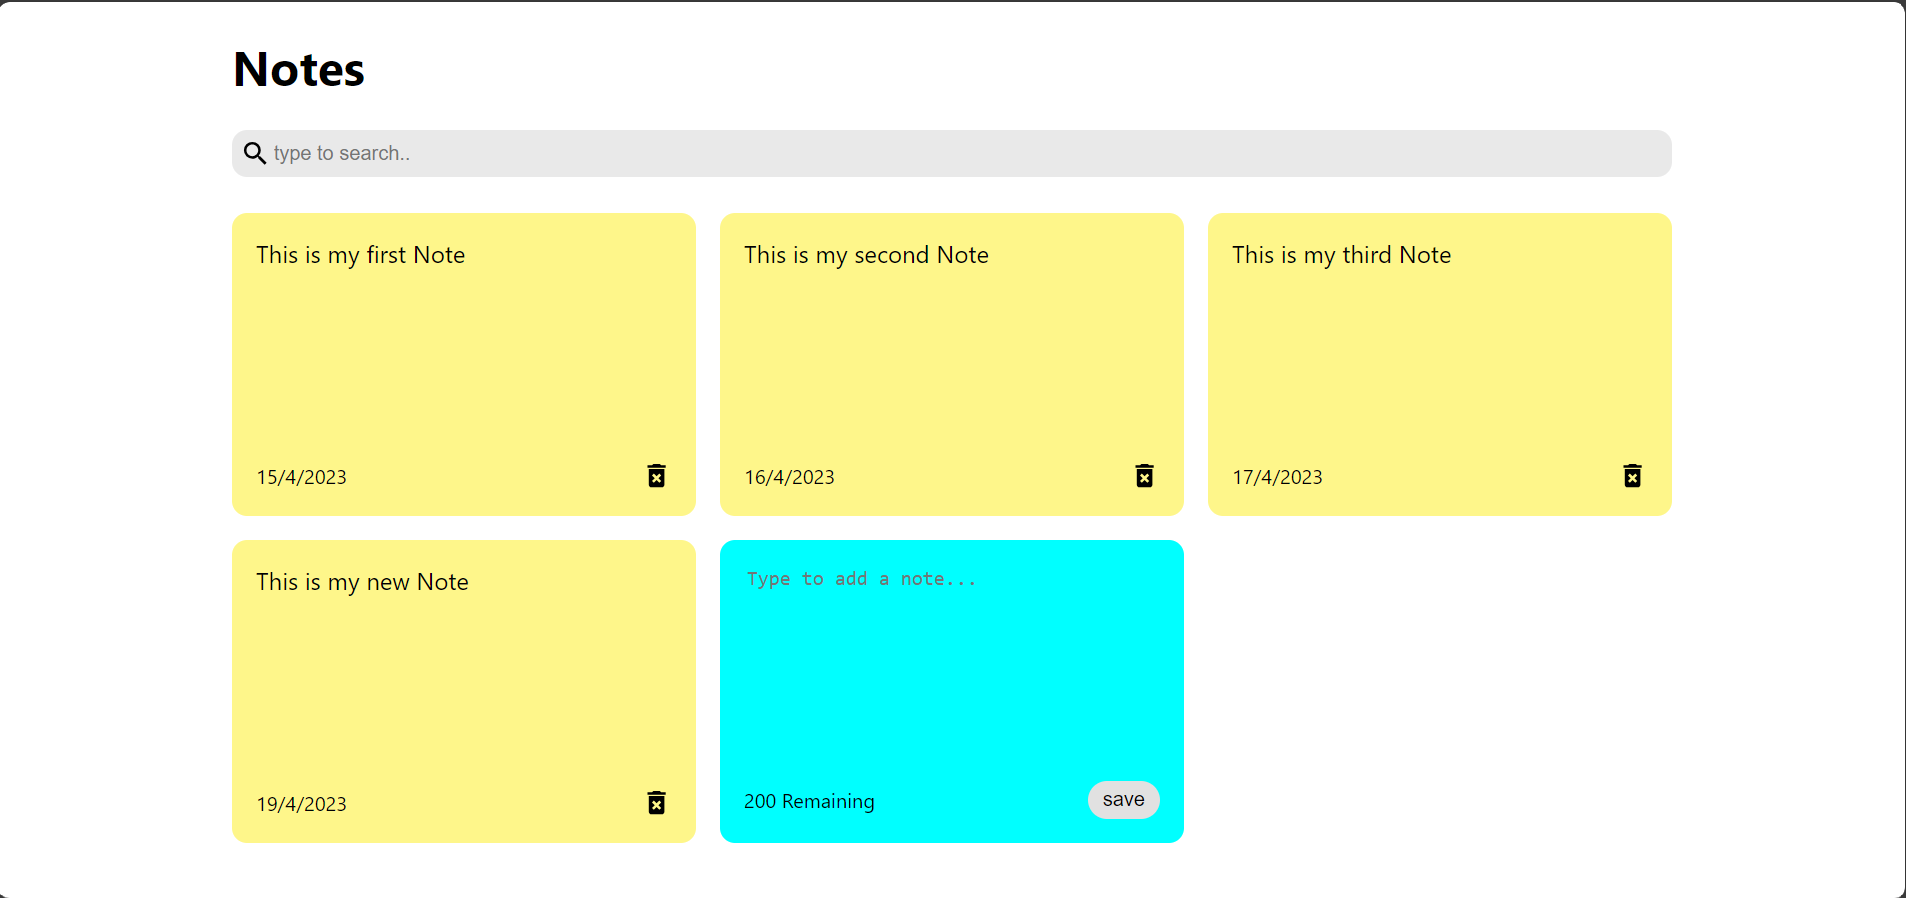 Notes
type to search..
This is my first Note
15/4/2023
This is my second Note
16/4/2023
This is my third Note
17/4/2023
This is my new Note
19/4/2023
Type to add a note...
200 Remaining
save